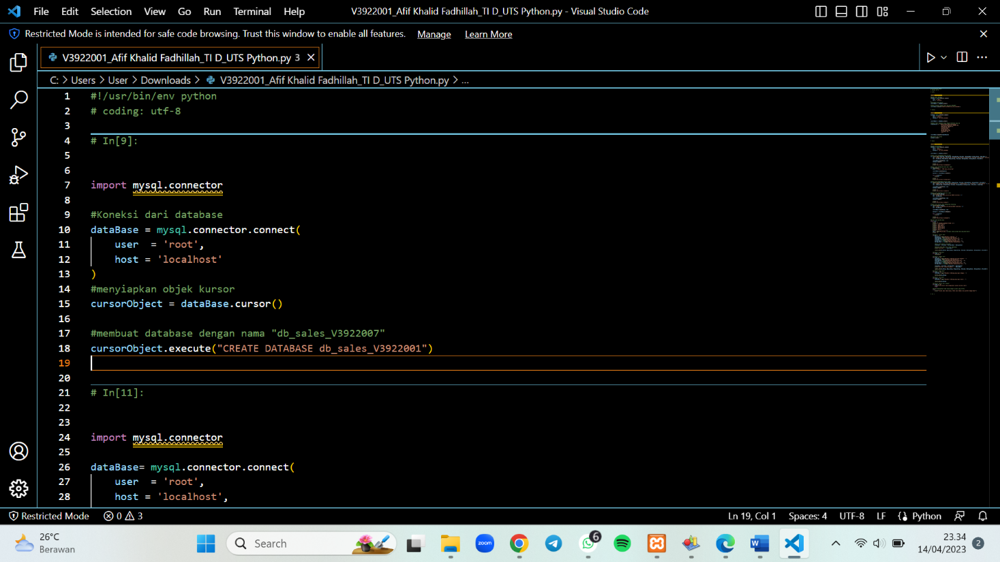 File Edit Selection View Go Run Terminal Help V3922001_Afif Khalid Fadhillah_TI D_UTS Python.py - Visual Studio Code
Restricted Mode is intended for safe code browsing. Trust this window to enable all features. Manage Learn More
V3922001_Afif Khalid Fadhillah_TI D_UTS Python.py 3
C: > Users > User > Downloads > V3922001_Afif Khalid Fadhillah_TI D_UTS Python.py > ...
1 #!/usr/bin/env python
2 # coding: utf-8
3
4 # In[9]:
5
6
7 import mysql.connector
8
9 #Koneksi dari database
10 dataBase = mysql.connector.connect(
11 user = 'root',
12 host = 'localhost'
13 )
14 #menyiapkan objek kursor
15 cursorObject = dataBase.cursor()
16
17 #membuat database dengan nama "db_sales_V3922007"
18 cursorObject.execute("CREATE DATABASE db_sales_V3922001")
19
20
21 # In[11]:
22
23
24 import mysql.connector
25
26 dataBase= mysql.connector.connect(
27 user = 'root',
28 host = 'localhost',
Restricted Mode 0 3 Ln 19, Col 1 Spaces: 4 UTF-8 LF Python
26°C
Berawan
Search
zoom
6
23.34
14/04/2023
2